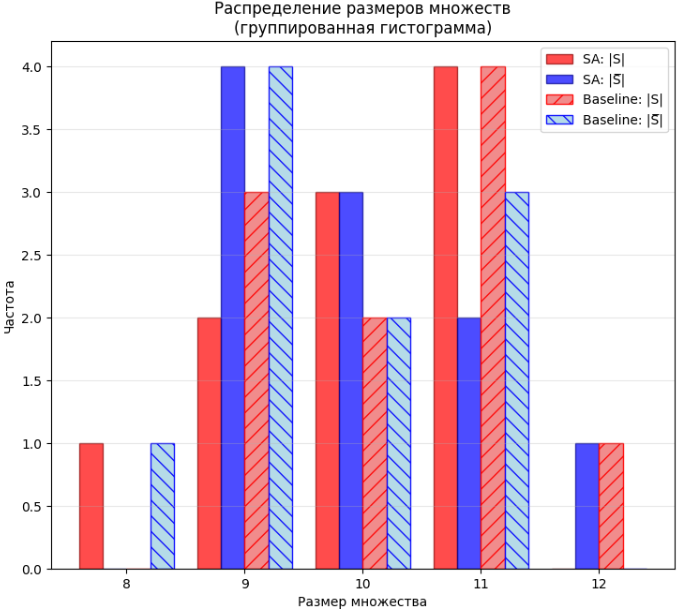 Распределение размеров множеств
(группированная гистограмма)
SA: |S|
SA: |S̅|
Baseline: |S|
Baseline: |S̅|
4.0
3.5
3.0
2.5
2.0
1.5
1.0
0.5
0.0
Частота
8 9 10 11 12
Размер множества